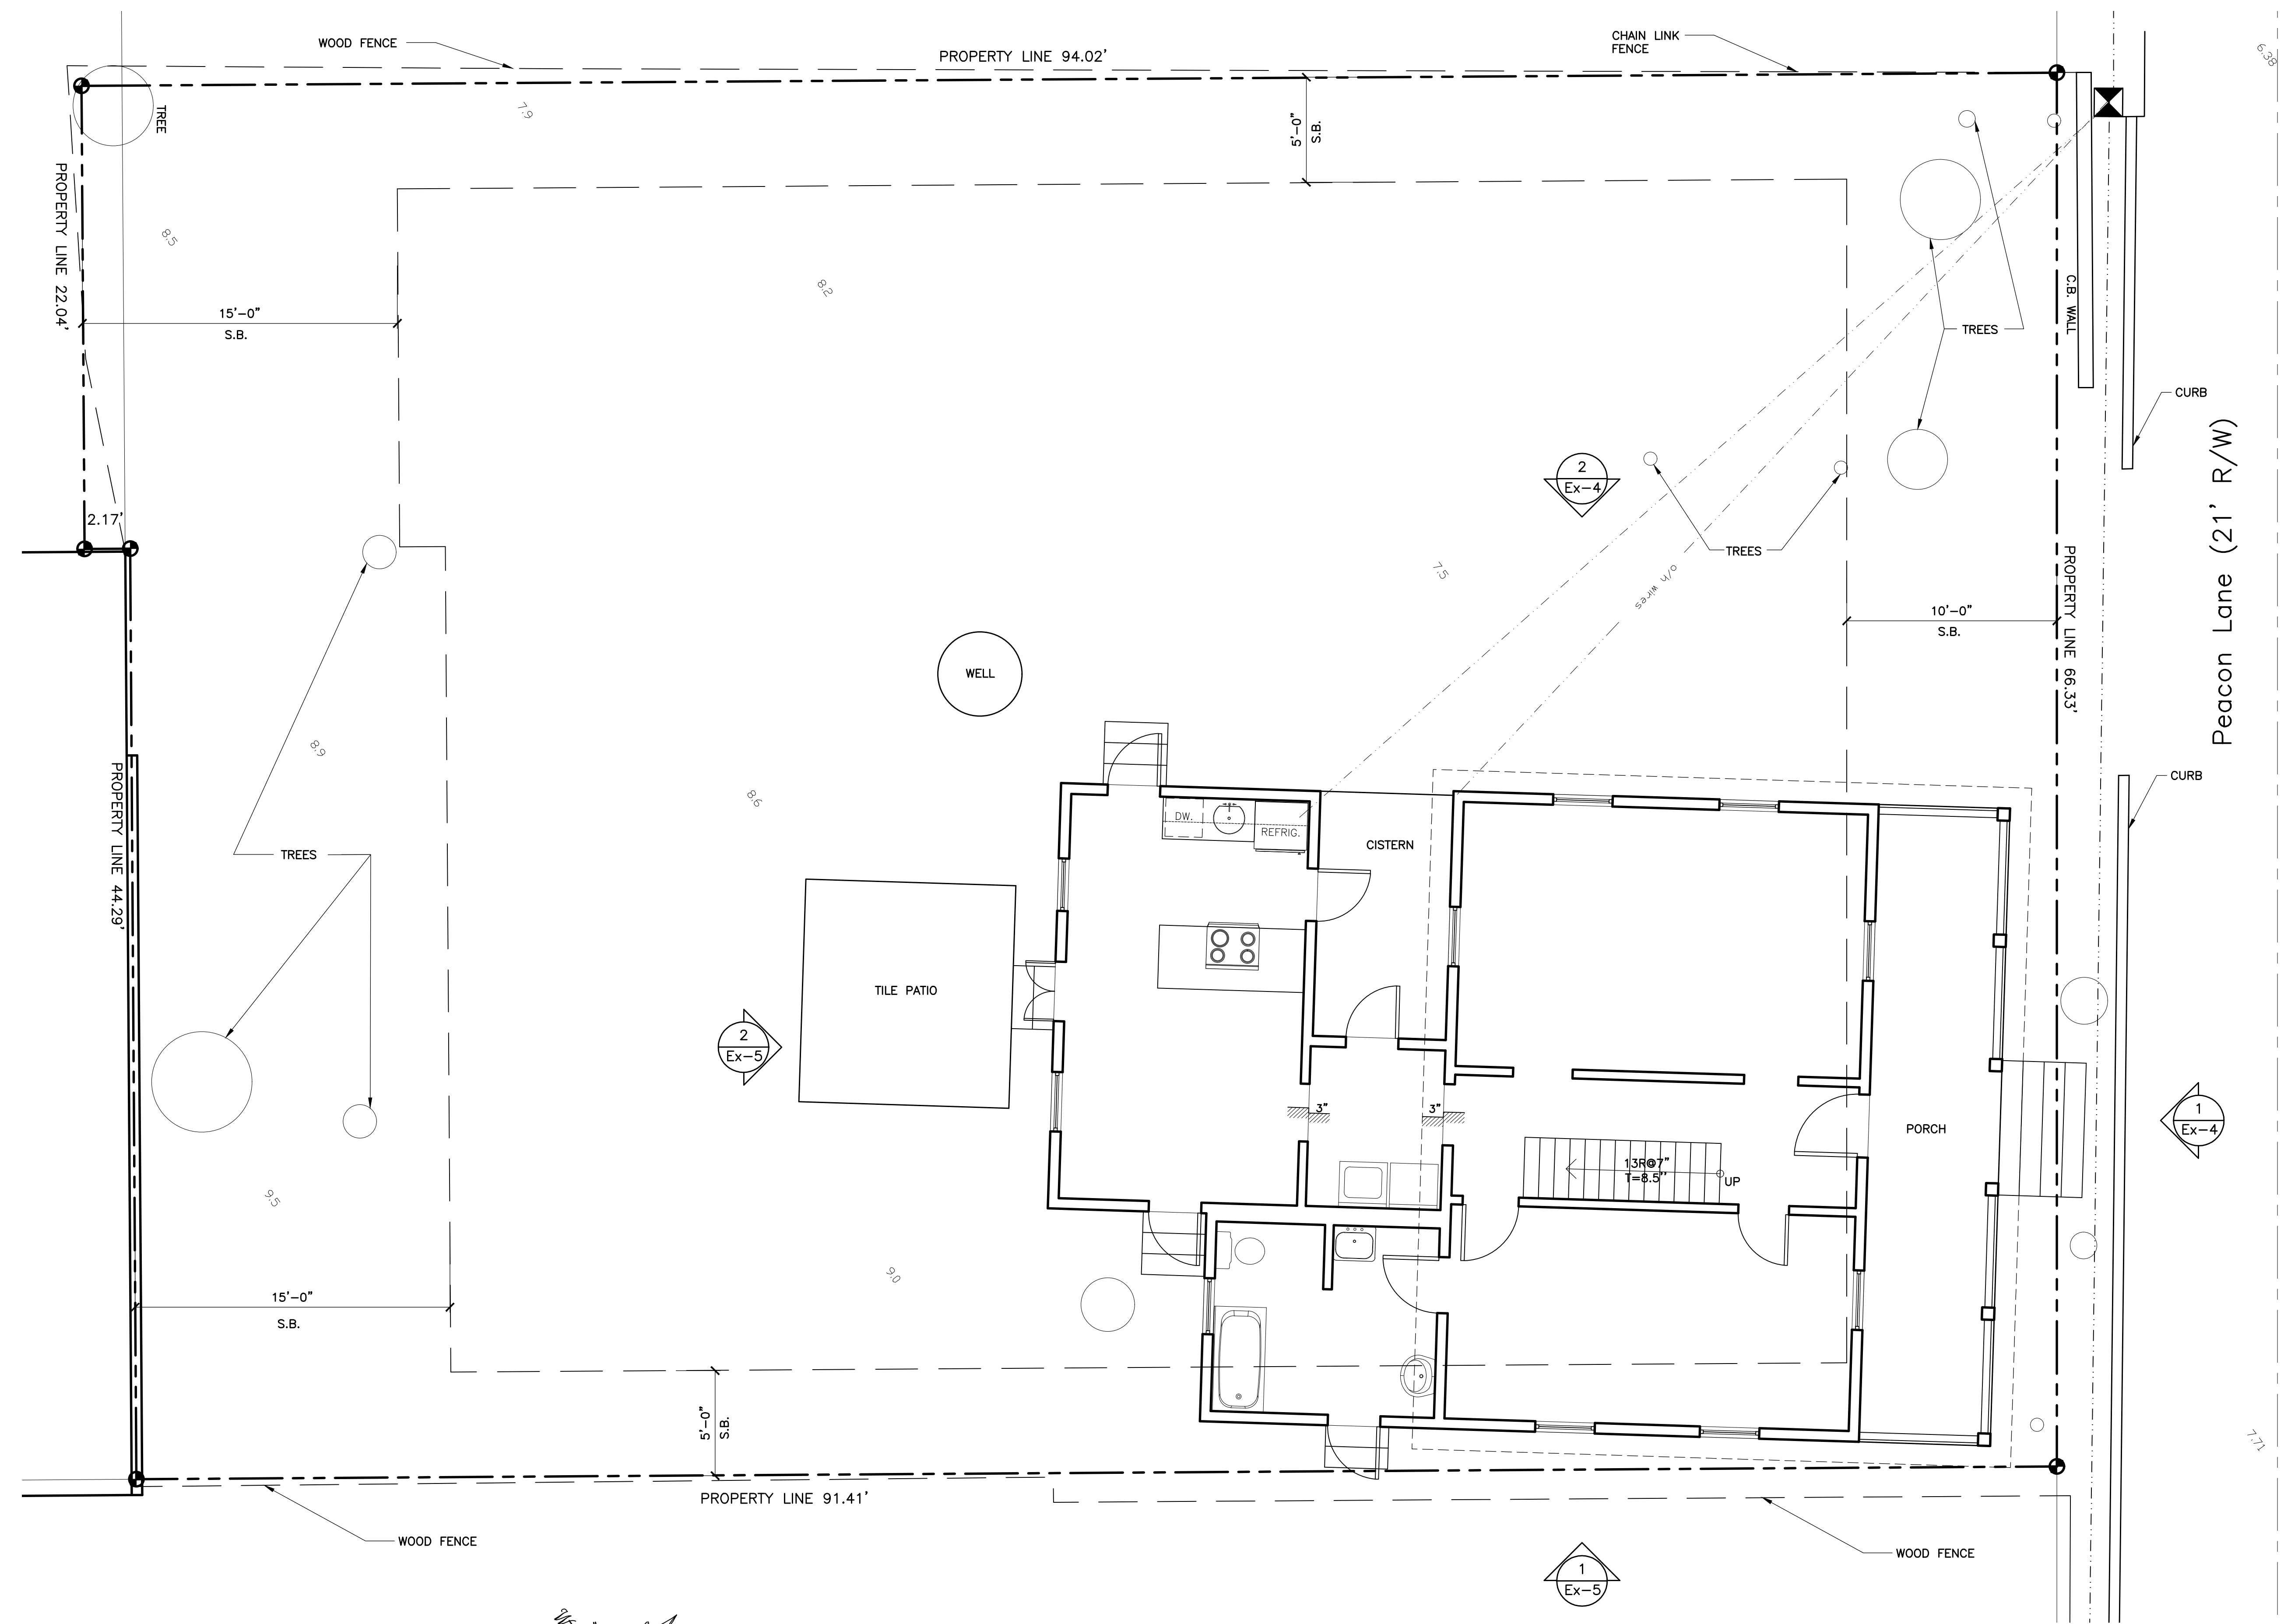 WOOD FENCE
PROPERTY LINE 94.02'
CHAIN LINK
FENCE
6.38
TREE
7.9
5'-0"
S.B.
PROPERTY LINE 22.04'
8.5
8.2
15'-0"
S.B.
C.B. WALL
TREES
CURB
Peacon Lane (21' R/W)
2
Ex-4
2.17'
TREES
7.5
o/h wires
PROPERTY LINE 66.33'
10'-0"
S.B.
WELL
8.9
8.6
CURB
PROPERTY LINE 44.29'
DW.
REFRIG.
CISTERN
TREES
TILE PATIO
2
Ex-5
3"
3"
PORCH
1
Ex-4
13R@7"
T=8.5"
UP
9.5
9.0
15'-0"
S.B.
5'-0"
S.B.
7.71
PROPERTY LINE 91.41'
WOOD FENCE
WOOD FENCE
1
Ex-5